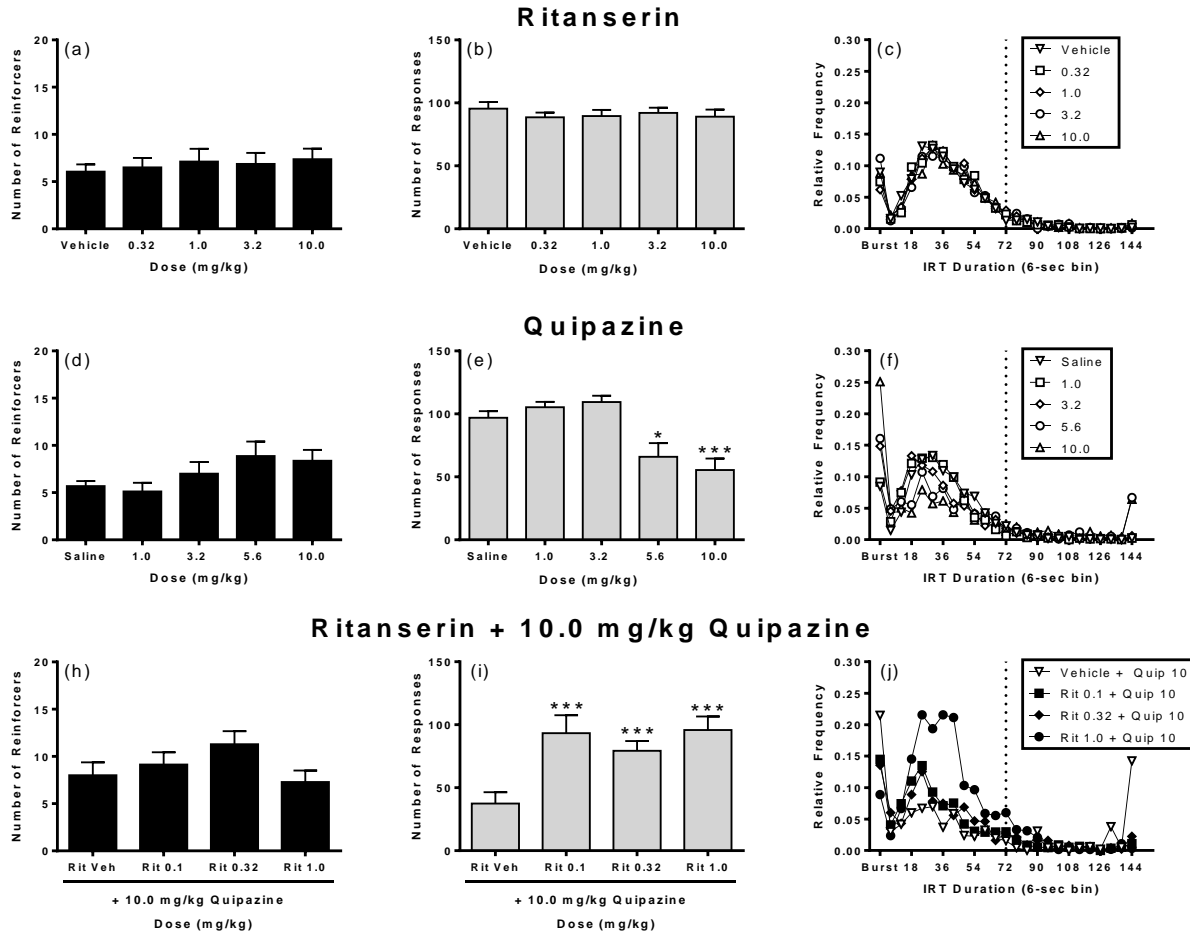 Ritanserin
(a)
Number of Reinforcers
20
15
10
5
0
Vehicle 0.32 1.0 3.2 10.0
Dose (mg/kg)
(b)
Number of Responses
150
100
50
0
Vehicle 0.32 1.0 3.2 10.0
Dose (mg/kg)
(c)
Relative Frequency
0.30
0.25
0.20
0.15
0.10
0.05
0.00
Burst 18 36 54 72 90 108 126 144
IRT Duration (6-sec bin)
Vehicle
0.32
1.0
3.2
10.0
Quipazine
(d)
Number of Reinforcers
20
15
10
5
0
Saline 1.0 3.2 5.6 10.0
Dose (mg/kg)
(e)
Number of Responses
150
100
50
0
*
***
Saline 1.0 3.2 5.6 10.0
Dose (mg/kg)
(f)
Relative Frequency
0.30
0.25
0.20
0.15
0.10
0.05
0.00
Burst 18 36 54 72 90 108 126 144
IRT Duration (6-sec bin)
Saline
1.0
3.2
5.6
10.0
Ritanserin + 10.0 mg/kg Quipazine
(h)
Number of Reinforcers
20
15
10
5
0
Rit Veh Rit 0.1 Rit 0.32 Rit 1.0
+ 10.0 mg/kg Quipazine
Dose (mg/kg)
(i)
Number of Responses
150
100
50
0
*** *** ***
Rit Veh Rit 0.1 Rit 0.32 Rit 1.0
+ 10.0 mg/kg Quipazine
Dose (mg/kg)
(j)
Relative Frequency
0.30
0.25
0.20
0.15
0.10
0.05
0.00
Burst 18 36 54 72 90 108 126 144
IRT Duration (6-sec bin)
Vehicle + Quip 10
Rit 0.1 + Quip 10
Rit 0.32 + Quip 10
Rit 1.0 + Quip 10